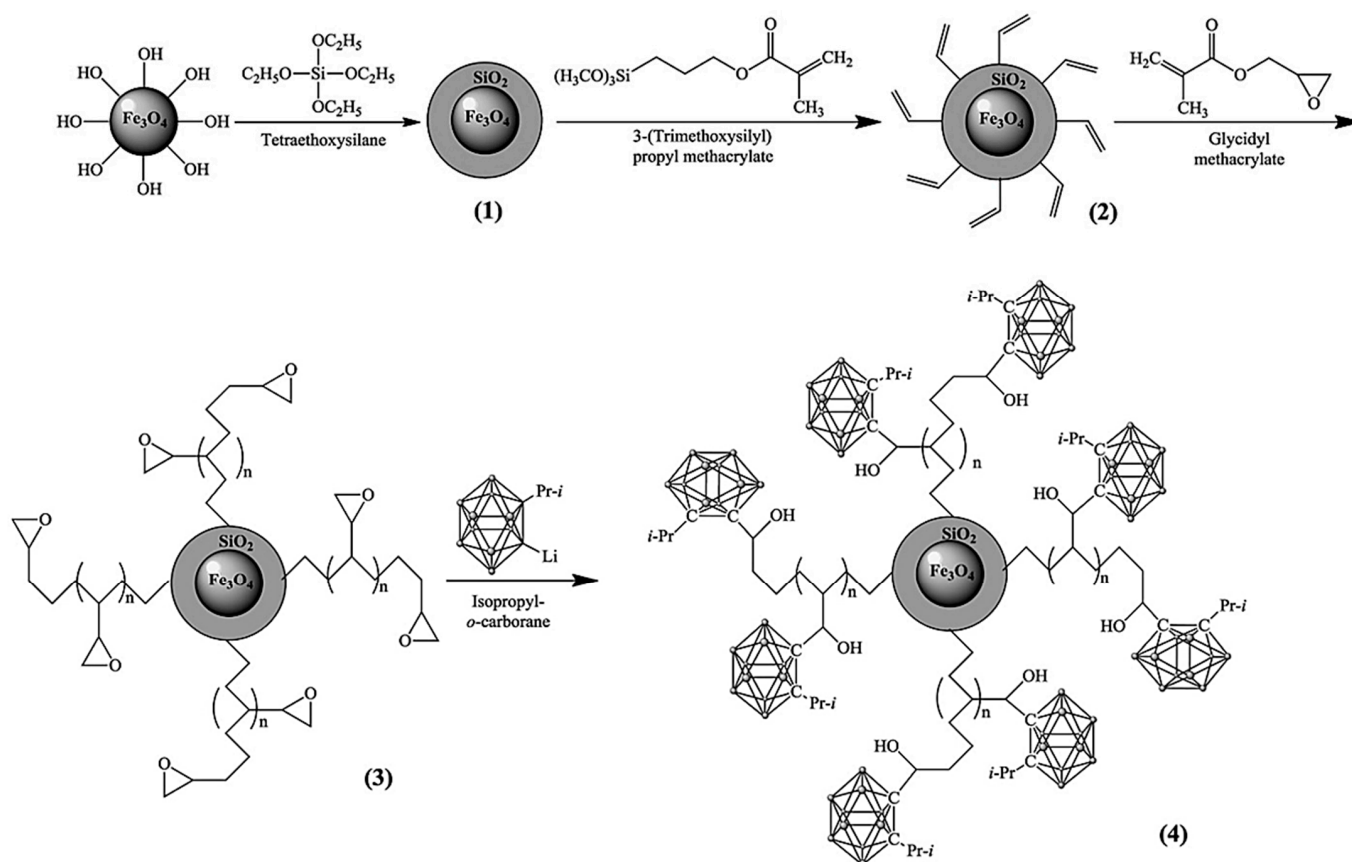 OH
HO
OH
HO
OH
HO
OH
OH
Fe3O4
OC2H5
C2H5O—Si—OC2H5
OC2H5
Tetraethoxysilane
SiO2
Fe3O4
(1)
(H3CO)3Si
O
O
CH2
CH3
3-(Trimethoxysilyl)
propyl methacrylate
SiO2
Fe3O4
(2)
H2C
O
O
CH3
O
Glycidyl
methacrylate
O
O
n
O
O
n
SiO2
Fe3O4
O
n
O
O
n
O
(3)
Pr-i
Li
Isopropyl-
o-carborane
i-Pr
C
C
OH
Pr-i
C
C
HO
n
i-Pr
C
C
HO
n
HO
Pr-i
C
C
i-Pr
C
C
OH
n
OH
C
C
Pr-i
SiO2
Fe3O4
OH
n
C
C
i-Pr
HO
C
C
Pr-i
(4)